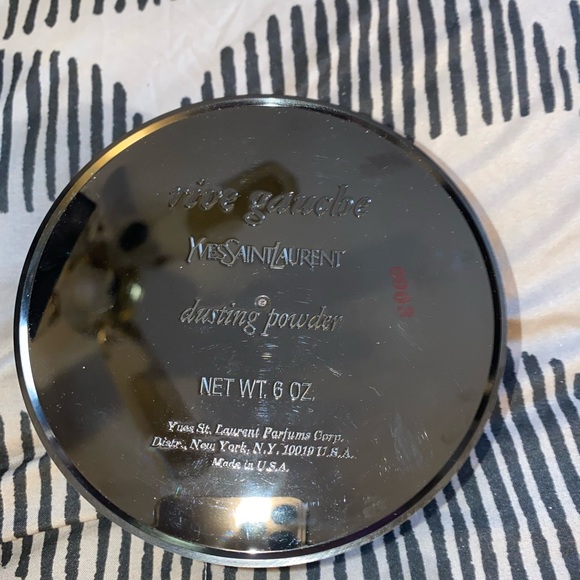 rive gauche
YVESSAINTLAURENT
dusting powder
NET WT. 6 OZ.
Yves St. Laurent Parfums Corp.
Distr., New York, N.Y. 10019 U.S.A.
Made in U.S.A.